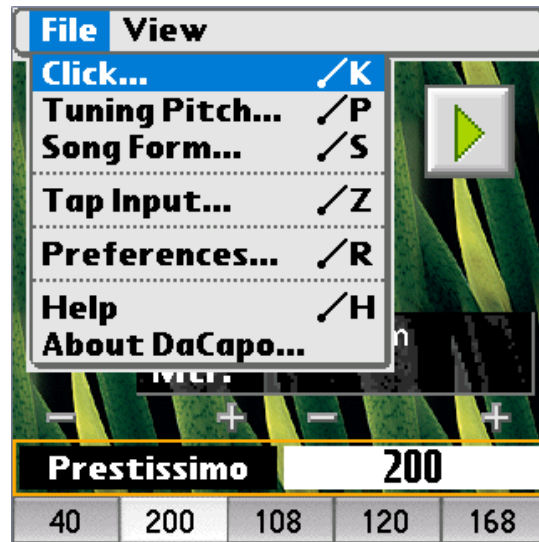 File View
Click... /K
Tuning Pitch... /P
Song Form... /S
Tap Input... /Z
Preferences... /R
Help /H
About DaCapo...
Mtr:
− + − +
Prestissimo 200
40 200 108 120 168